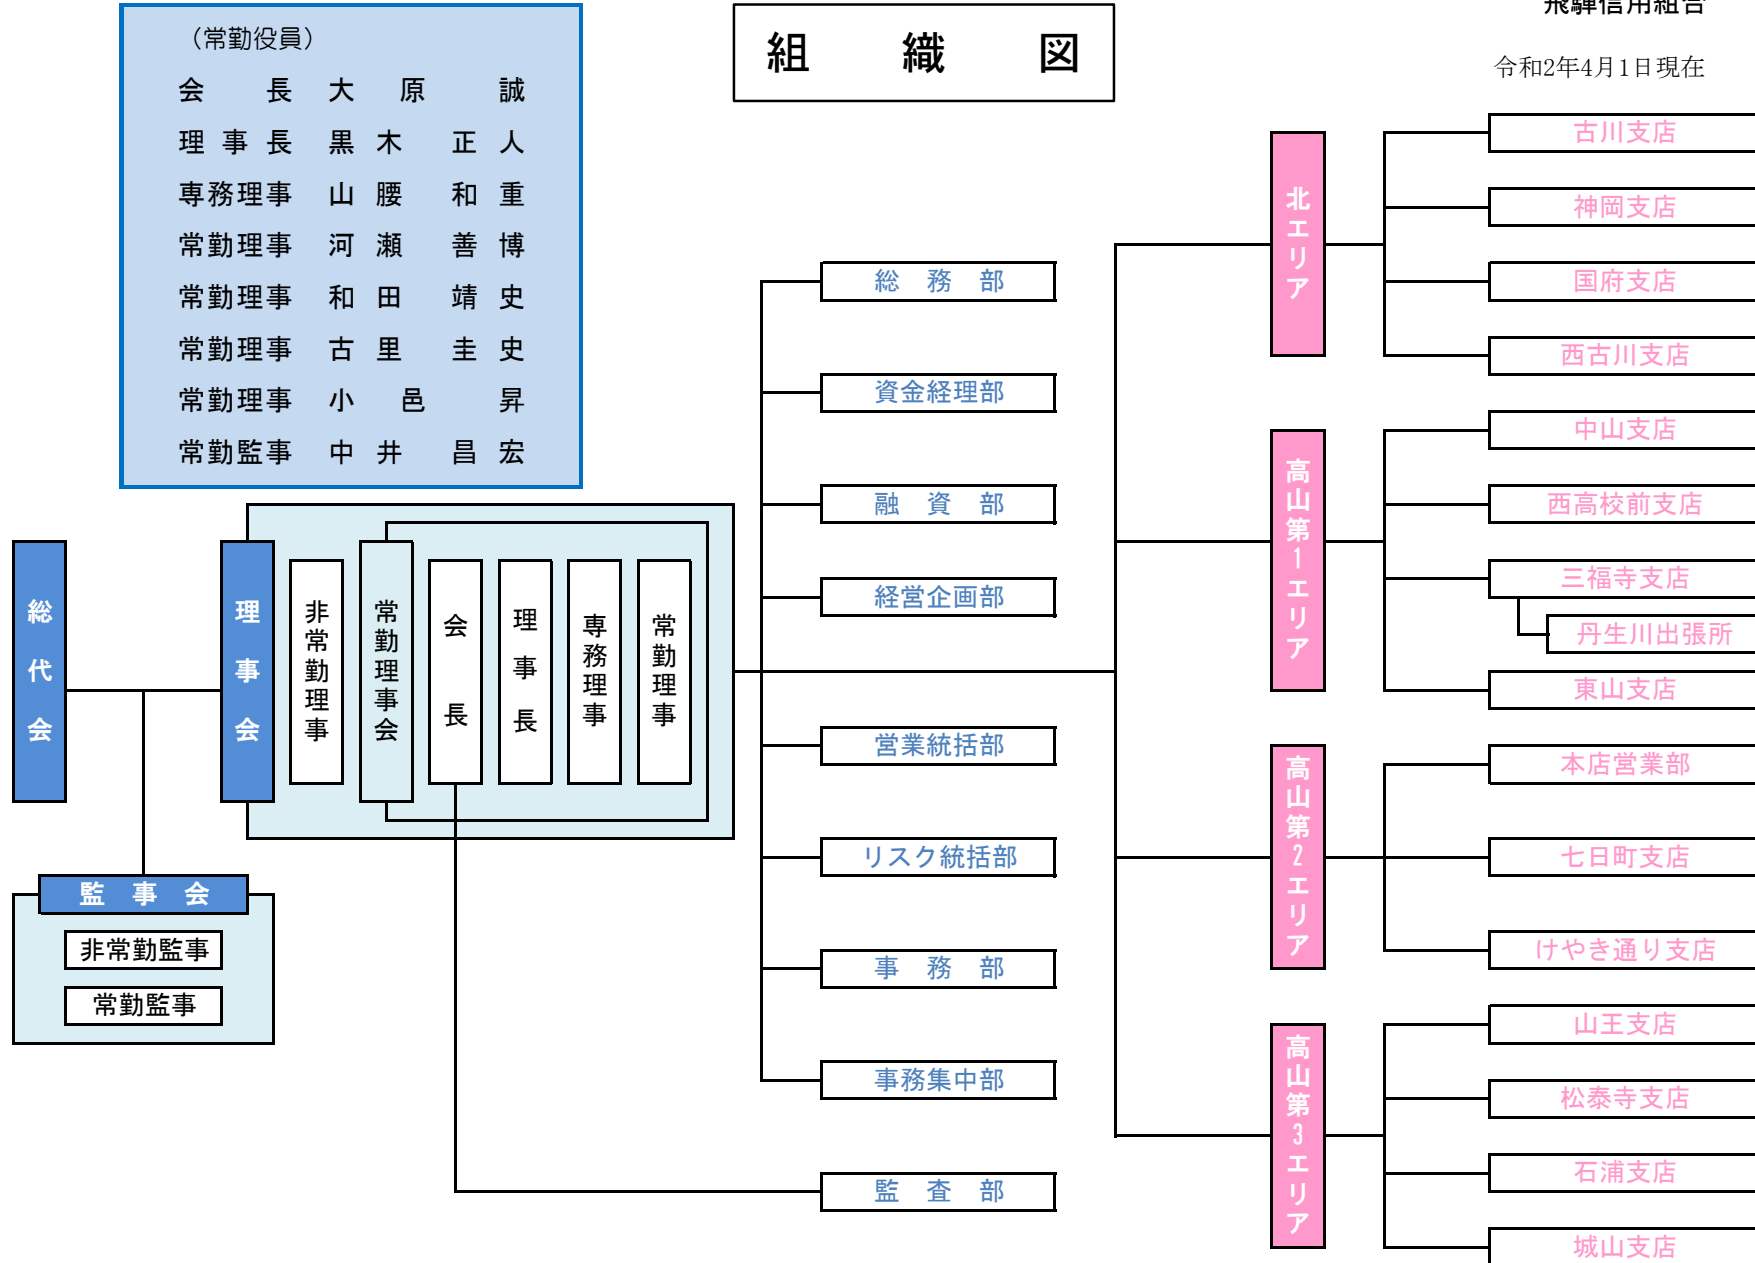 飛騨信用組合
組織図
令和2年4月1日現在
（常勤役員）
会長 大原誠
理事長 黒木正人
専務理事 山腰和重
常勤理事 河瀬善博
常勤理事 和田靖史
常勤理事 古里圭史
常勤理事 小邑昇
常勤監事 中井昌宏
総代会
理事会
非常勤理事
常勤理事会
会長
理事長
専務理事
常勤理事
監事会
非常勤監事
常勤監事
総務部
資金経理部
融資部
経営企画部
営業統括部
リスク統括部
事務部
事務集中部
監査部
北エリア
古川支店
神岡支店
国府支店
西古川支店
高山第1エリア
中山支店
西高校前支店
三福寺支店
丹生川出張所
東山支店
高山第2エリア
本店営業部
七日町支店
けやき通り支店
高山第3エリア
山王支店
松泰寺支店
石浦支店
城山支店